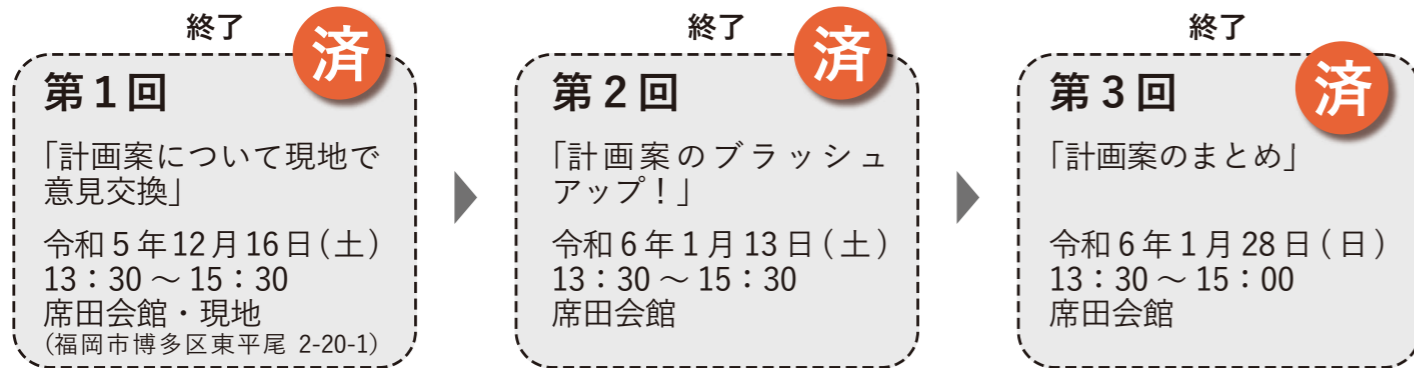 終了
済
第1回
「計画案について現地で
意見交換」
令和5年12月16日(土)
13:30～15:30
席田会館・現地
(福岡市博多区東平尾 2-20-1)
終了
済
第2回
「計画案のブラッシュ
アップ！」
令和6年1月13日(土)
13:30～15:30
席田会館
終了
済
第3回
「計画案のまとめ」
令和6年1月28日(日)
13:30～15:00
席田会館